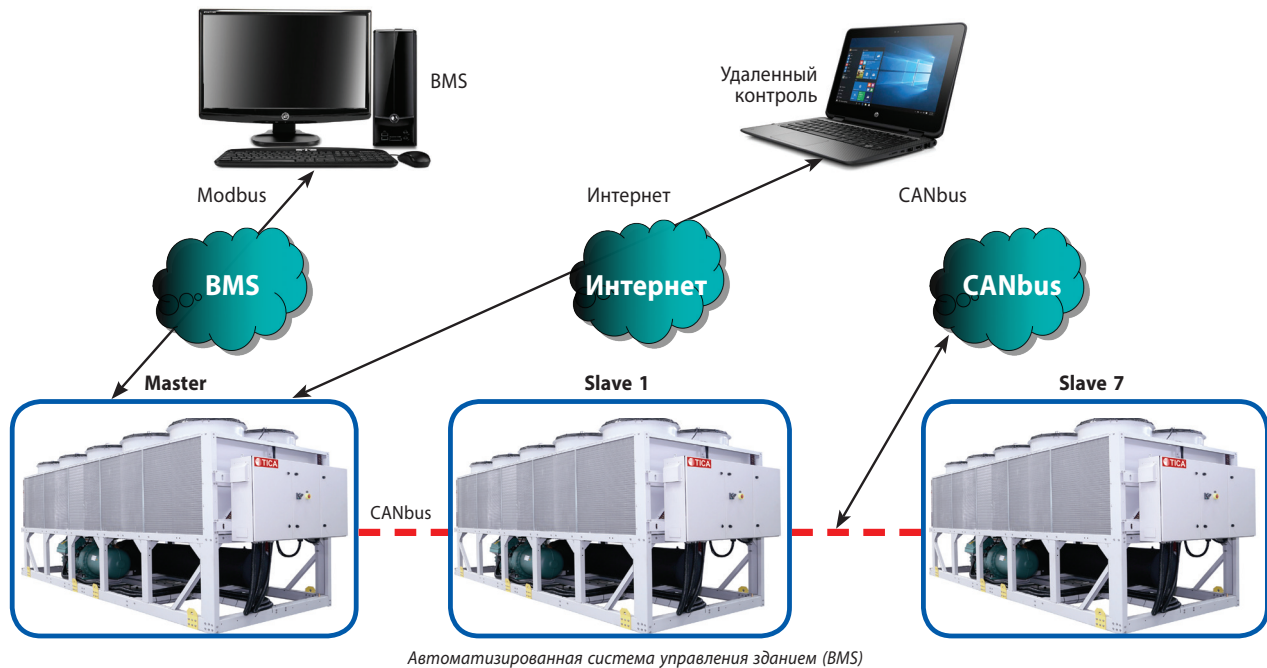 BMS
Удаленный
контроль
Modbus
Интернет
CANbus
BMS
Интернет
CANbus
Master
Slave 1
Slave 7
TICA
TICA
TICA
CANbus
Автоматизированная система управления зданием (BMS)